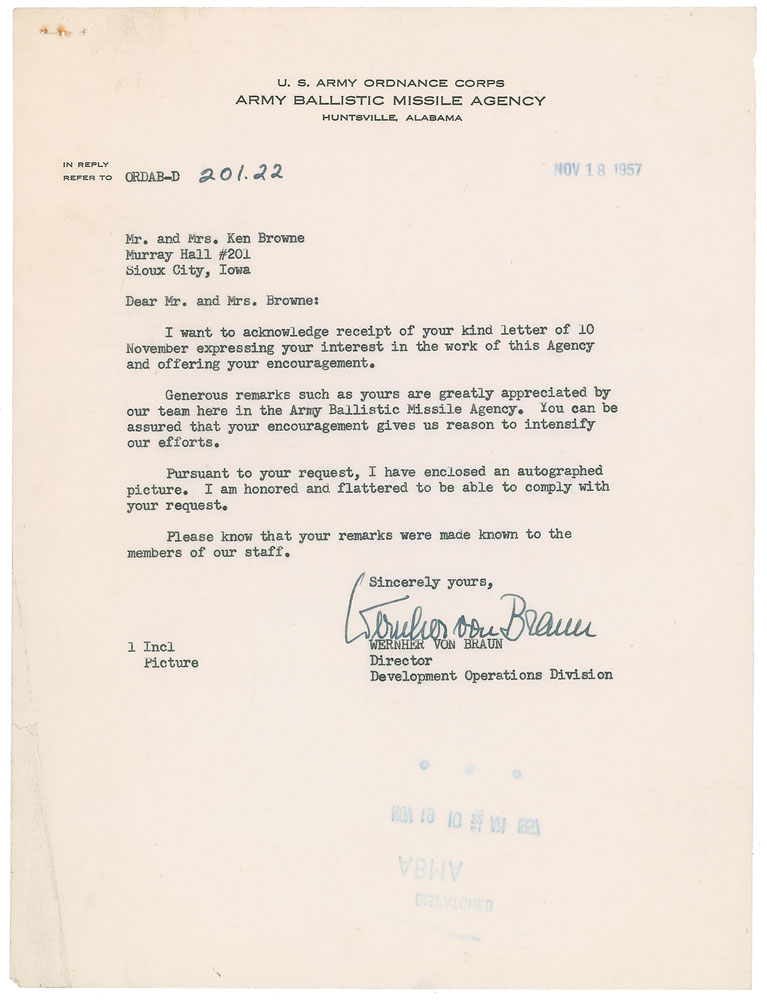 U. S. ARMY ORDNANCE CORPS
ARMY BALLISTIC MISSILE AGENCY
HUNTSVILLE, ALABAMA
IN REPLY
REFER TO ORDAB-D 201.22
NOV 18 1957
Mr. and Mrs. Ken Browne
Murray Hall #201
Sioux City, Iowa
Dear Mr. and Mrs. Browne:
I want to acknowledge receipt of your kind letter of 10
November expressing your interest in the work of this Agency
and offering your encouragement.
Generous remarks such as yours are greatly appreciated by
our team here in the Army Ballistic Missile Agency. You can be
assured that your encouragement gives us reason to intensify
our efforts.
Pursuant to your request, I have enclosed an autographed
picture. I am honored and flattered to be able to comply with
your request.
Please know that your remarks were made known to the
members of our staff.
Sincerely yours,
Wernher von Braun
WERNHER VON BRAUN
1 Incl
Picture
Director
Development Operations Division
NOV 19 10 AM 1957
ABMA
DISPATCHED